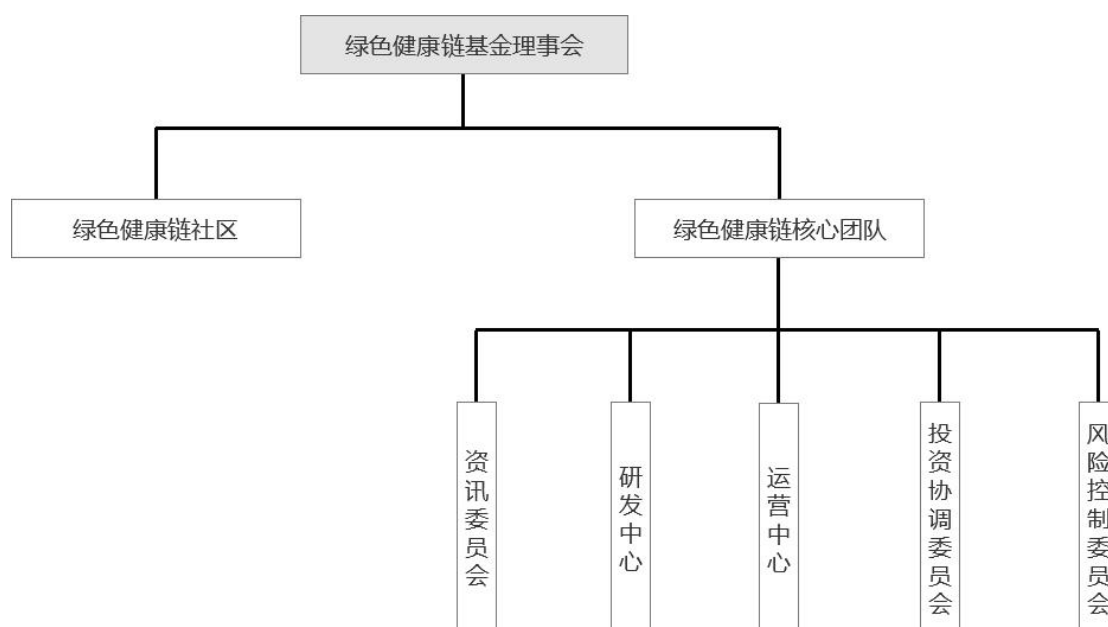 绿色健康链基金理事会
绿色健康链社区
绿色健康链核心团队
资讯委员会
研发中心
运营中心
投资协调委员会
风险控制委员会